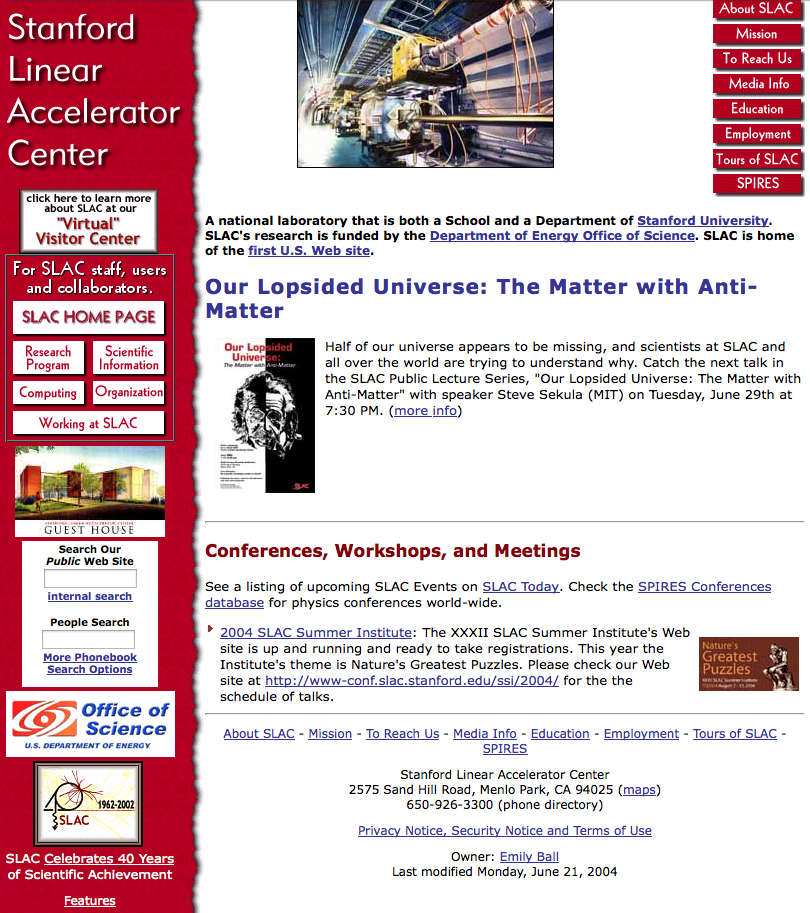 Stanford
Linear
Accelerator
Center
click here to learn more
about SLAC at our
"Virtual"
Visitor Center
For SLAC staff, users
and collaborators.
SLAC HOME PAGE
Research
Program
Scientific
Information
Computing
Organization
Working at SLAC
GUEST HOUSE
Search Our
Public Web Site
internal search
People Search
More Phonebook
Search Options
Office of
Science
U.S. DEPARTMENT OF ENERGY
40
1962-2002
SLAC
SLAC Celebrates 40 Years
of Scientific Achievement
Features
About SLAC
Mission
To Reach Us
Media Info
Education
Employment
Tours of SLAC
SPIRES
A national laboratory that is both a School and a Department of Stanford University.
SLAC's research is funded by the Department of Energy Office of Science. SLAC is home
of the first U.S. Web site.
Our Lopsided Universe: The Matter with Anti-
Matter
Our Lopsided
Universe:
The Matter with Anti-Matter
Half of our universe appears to be missing, and scientists at SLAC and
all over the world are trying to understand why. Catch the next talk in
the SLAC Public Lecture Series, "Our Lopsided Universe: The Matter with
Anti-Matter" with speaker Steve Sekula (MIT) on Tuesday, June 29th at
7:30 PM. (more info)
Conferences, Workshops, and Meetings
See a listing of upcoming SLAC Events on SLAC Today. Check the SPIRES Conferences
database for physics conferences world-wide.
2004 SLAC Summer Institute: The XXXII SLAC Summer Institute's Web
site is up and running and ready to take registrations. This year the
Institute's theme is Nature's Greatest Puzzles. Please check our Web
site at http://www-conf.slac.stanford.edu/ssi/2004/ for the the
schedule of talks.
Nature's
Greatest
Puzzles
About SLAC - Mission - To Reach Us - Media Info - Education - Employment - Tours of SLAC -
SPIRES
Stanford Linear Accelerator Center
2575 Sand Hill Road, Menlo Park, CA 94025 (maps)
650-926-3300 (phone directory)
Privacy Notice, Security Notice and Terms of Use
Owner: Emily Ball
Last modified Monday, June 21, 2004